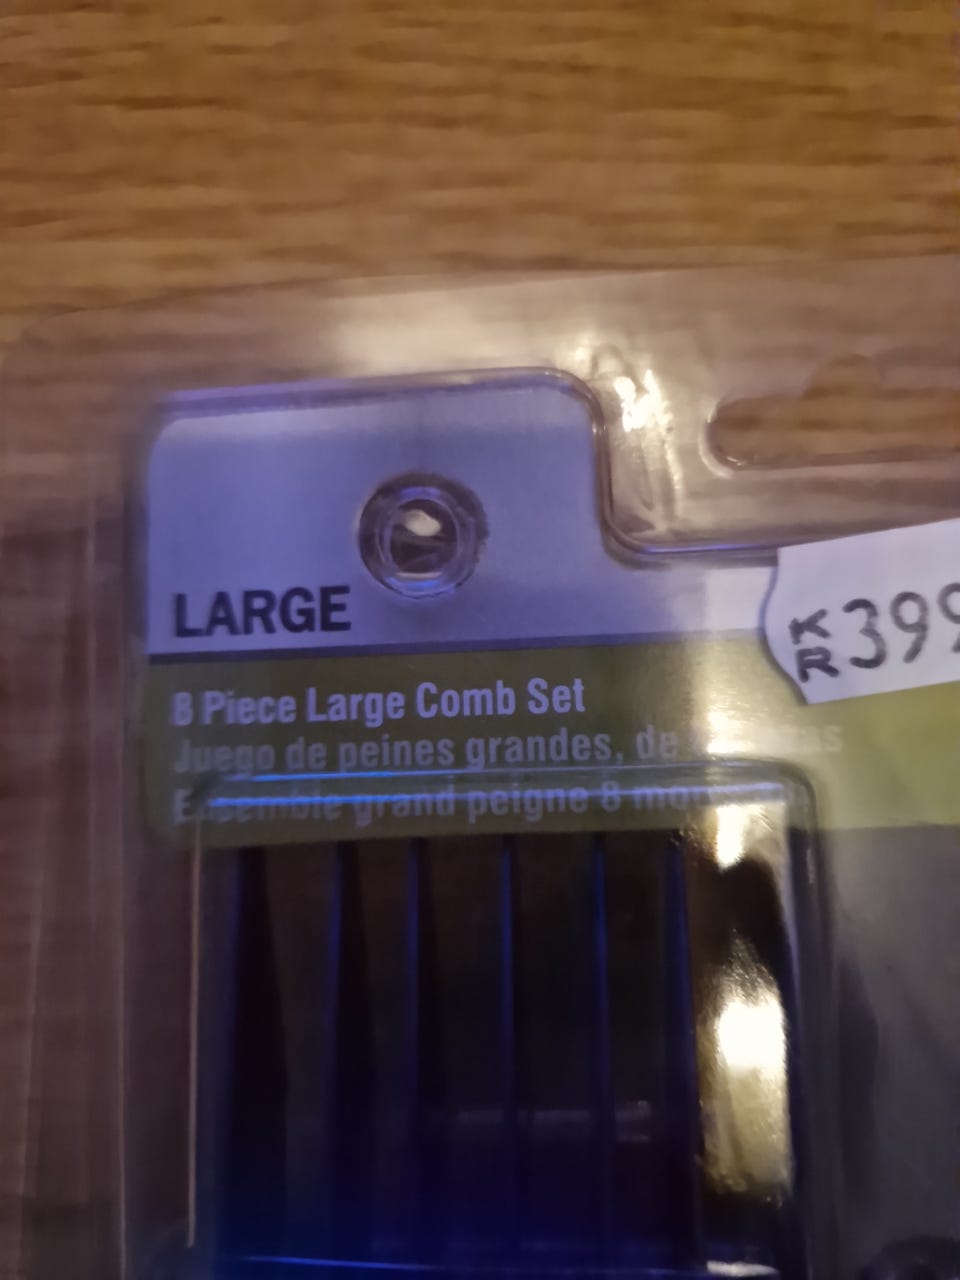 LARGE
KR 399
8 Piece Large Comb Set
Juego de peines grandes, de
Ensemble grand peigne 8